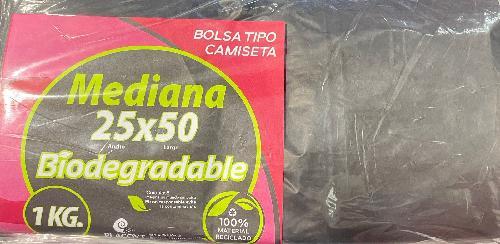 BOLSA TIPO
CAMISETA
Mediana
25x50
Ancho Largo
Biodegradable
1 KG.
100%
MATERIAL
RECICLADO